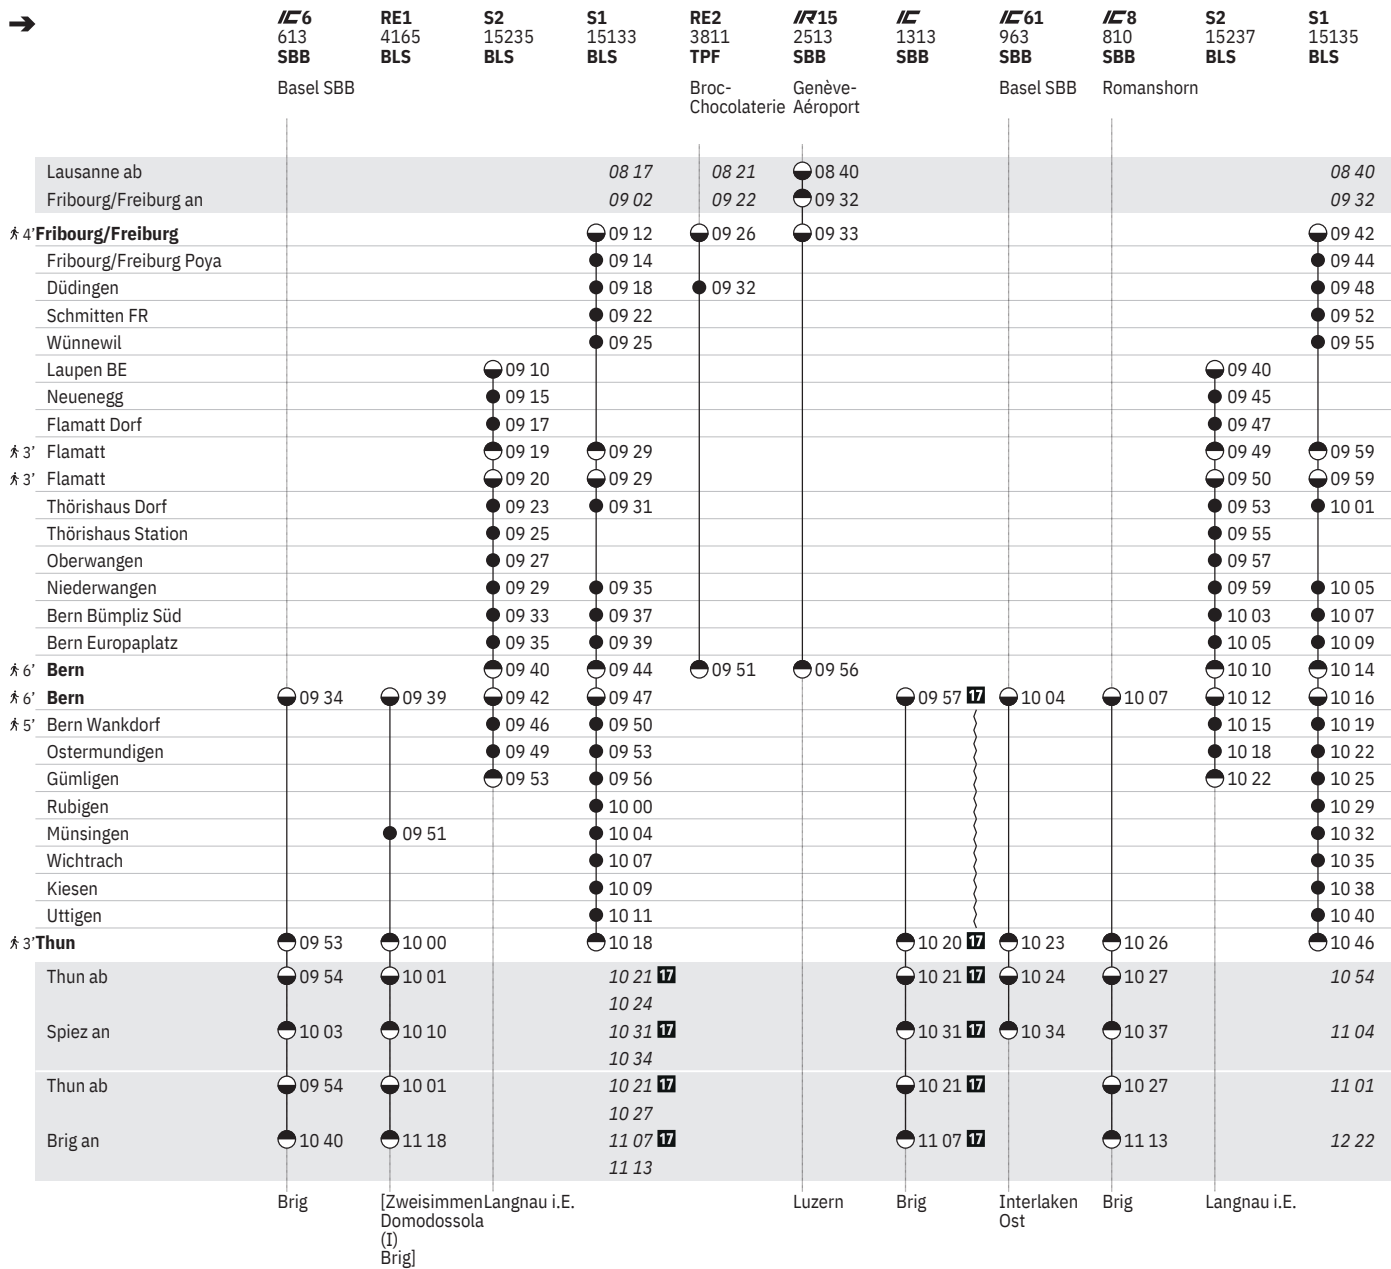 ➔ IC6 RE1 S2 S1 RE2 IR15 IC IC61 IC8 S2 S1
613 4165 15235 15133 3811 2513 1313 963 810 15237 15135
SBB BLS BLS BLS TPF SBB SBB SBB SBB BLS BLS
Basel SBB Broc- Genève- Basel SBB Romanshorn
Chocolaterie Aéroport
Lausanne ab 08 17 08 21 08 40 08 40
Fribourg/Freiburg an 09 02 09 22 09 32 09 32
4' Fribourg/Freiburg 09 12 09 26 09 33 09 42
Fribourg/Freiburg Poya 09 14 09 44
Düdingen 09 18 09 32 09 48
Schmitten FR 09 22 09 52
Wünnewil 09 25 09 55
Laupen BE 09 10 09 40
Neuenegg 09 15 09 45
Flamatt Dorf 09 17 09 47
3' Flamatt 09 19 09 29 09 49 09 59
3' Flamatt 09 20 09 29 09 50 09 59
Thörishaus Dorf 09 23 09 31 09 53 10 01
Thörishaus Station 09 25 09 55
Oberwangen 09 27 09 57
Niederwangen 09 29 09 35 09 59 10 05
Bern Bümpliz Süd 09 33 09 37 10 03 10 07
Bern Europaplatz 09 35 09 39 10 05 10 09
6' Bern 09 40 09 44 09 51 09 56 10 10 10 14
6' Bern 09 34 09 39 09 42 09 47 09 57 17 10 04 10 07 10 12 10 16
5' Bern Wankdorf 09 46 09 50 10 15 10 19
Ostermundigen 09 49 09 53 10 18 10 22
Gümligen 09 53 09 56 10 22 10 25
Rubigen 10 00 10 29
Münsingen 09 51 10 04 10 32
Wichtrach 10 07 10 35
Kiesen 10 09 10 38
Uttigen 10 11 10 40
3' Thun 09 53 10 00 10 18 10 20 17 10 23 10 26 10 46
Thun ab 09 54 10 01 10 21 17 10 21 17 10 24 10 27 10 54
10 24
Spiez an 10 03 10 10 10 31 17 10 31 17 10 34 10 37 11 04
10 34
Thun ab 09 54 10 01 10 21 17 10 21 17 10 27 11 01
10 27
Brig an 10 40 11 18 11 07 17 11 07 17 11 13 12 22
11 13
Brig [Zweisimmen Langnau i.E. Luzern Brig Interlaken Brig Langnau i.E.
Domodossola Ost
(I)
Brig]